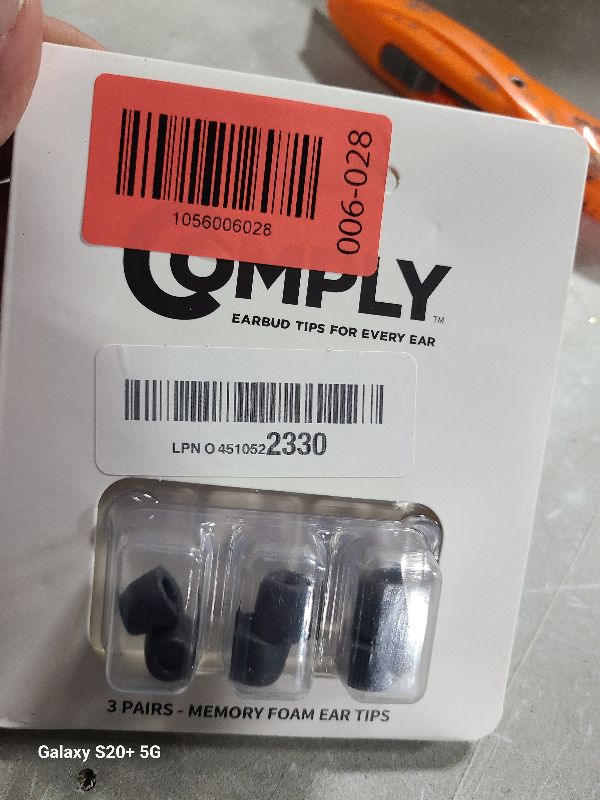 1056006028
006-028
COMPLY™
EARBUD TIPS FOR EVERY EAR
LPN O 4510522330
3 PAIRS - MEMORY FOAM EAR TIPS
Galaxy S20+ 5G